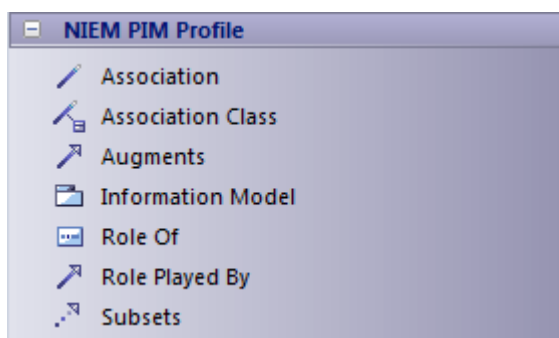 NIEM PIM Profile
Association
Association Class
Augments
Information Model
Role Of
Role Played By
Subsets